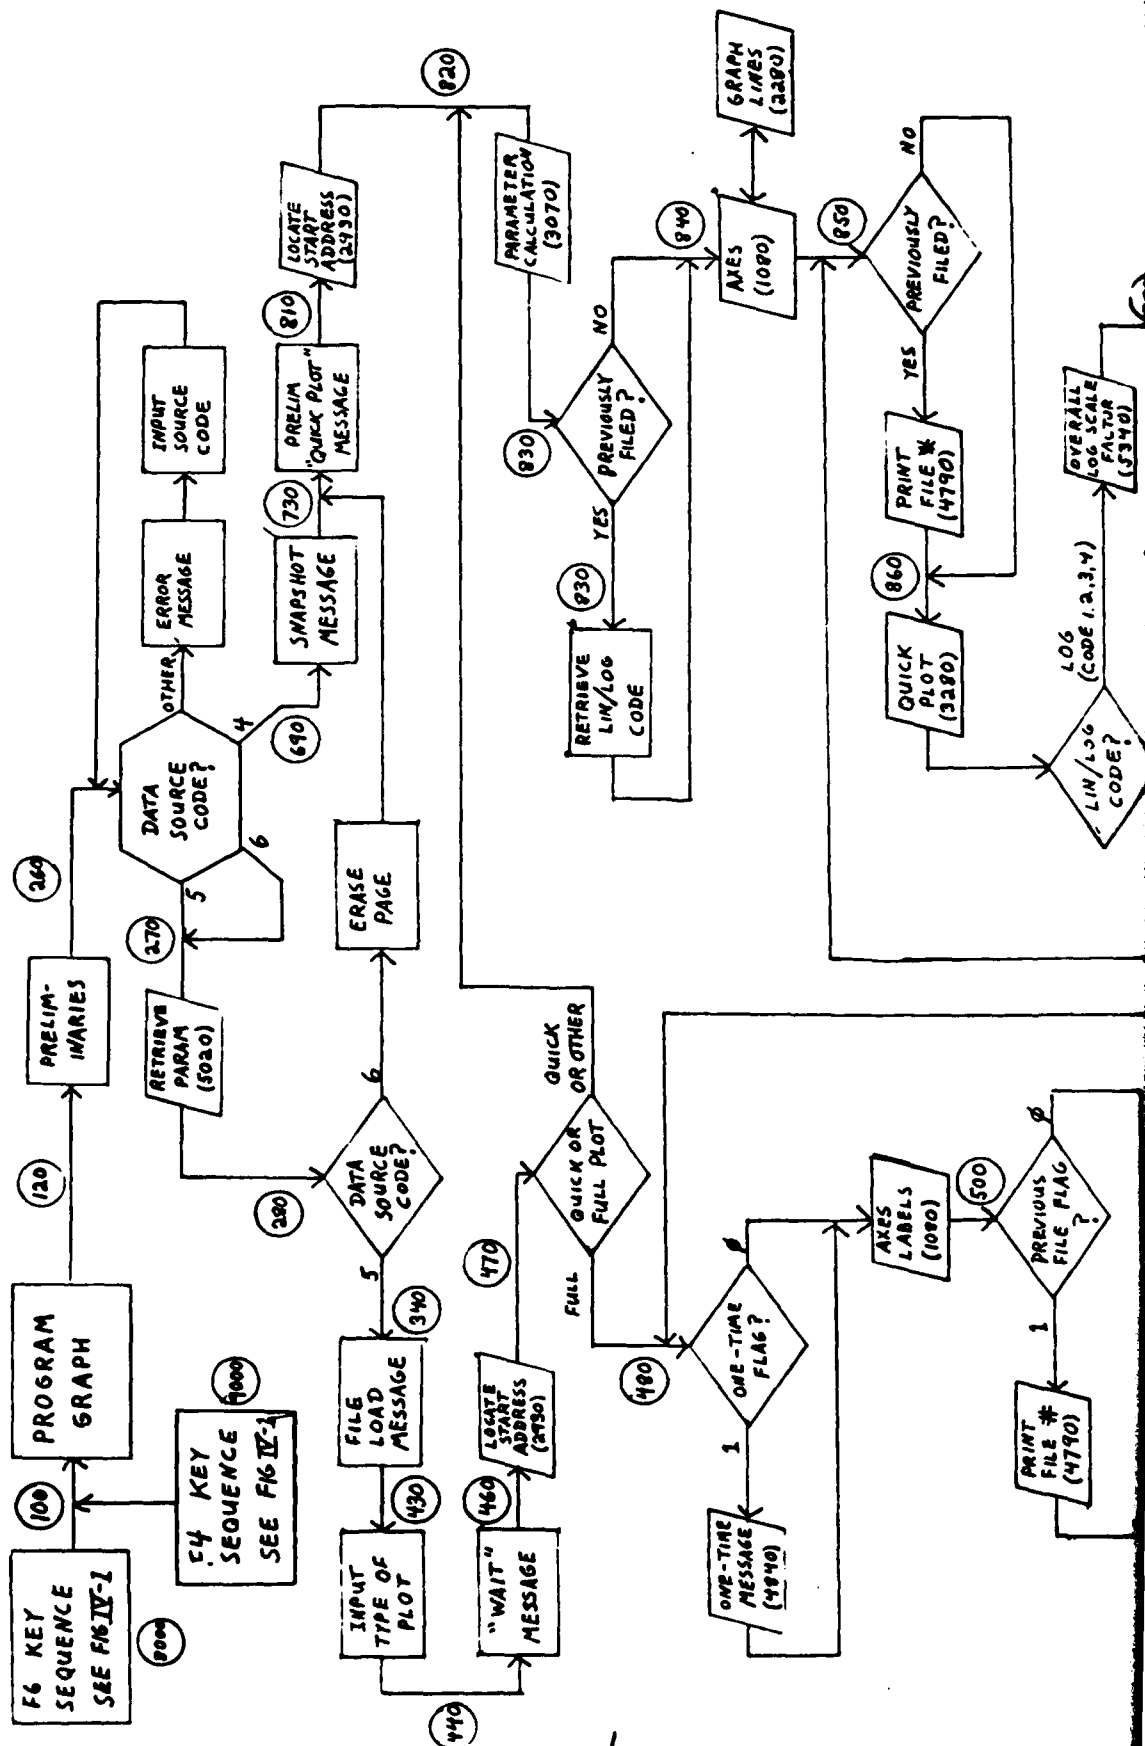 F6 KEY
SEQUENCE
SEE FIG IV-1
8000
100
F4 KEY
SEQUENCE
SEE FIG IV-2
9000
PROGRAM
GRAPH
120
PRELIM-
INARIES
260
DATA
SOURCE
CODE?
OTHER
ERROR
MESSAGE
INPUT
SOURCE
CODE
5
6
4
270
RETRIEVE
PARAM
(5020)
280
690
SNAPSHOT
MESSAGE
730
PRELIM
"QUICK PLOT"
MESSAGE
810
LOCATE
START
ADDRESS
(2930)
820
DATA
SOURCE
CODE?
6
ERASE
PAGE
5
340
FILE
LOAD
MESSAGE
430
INPUT
TYPE OF
PLOT
440
"WAIT"
MESSAGE
460
LOCATE
START
ADDRESS
(2930)
470
QUICK OR
FULL PLOT
QUICK
OR OTHER
FULL
480
PARAMETER
CALCULATION
(3070)
830
PREVIOUSLY
FILED?
NO
YES
830
RETRIEVE
LIN/LOG
CODE
840
AXES
(1080)
GRAPH
LINES
(2280)
850
PREVIOUSLY
FILED?
NO
YES
PRINT
FILE #
(4790)
860
QUICK
PLOT
(3280)
LIN/LOG
CODE?
LOG
(CODE 1,2,3,4)
OVERALL
LOG SCALE
FACTOR
(5340)
ONE-TIME
FLAG?
1
Ø
ONE-TIME
MESSAGE
(4840)
AXES
LABELS
(1080)
500
PREVIOUS
FILE FLAG
?
Ø
1
PRINT
FILE #
(4790)